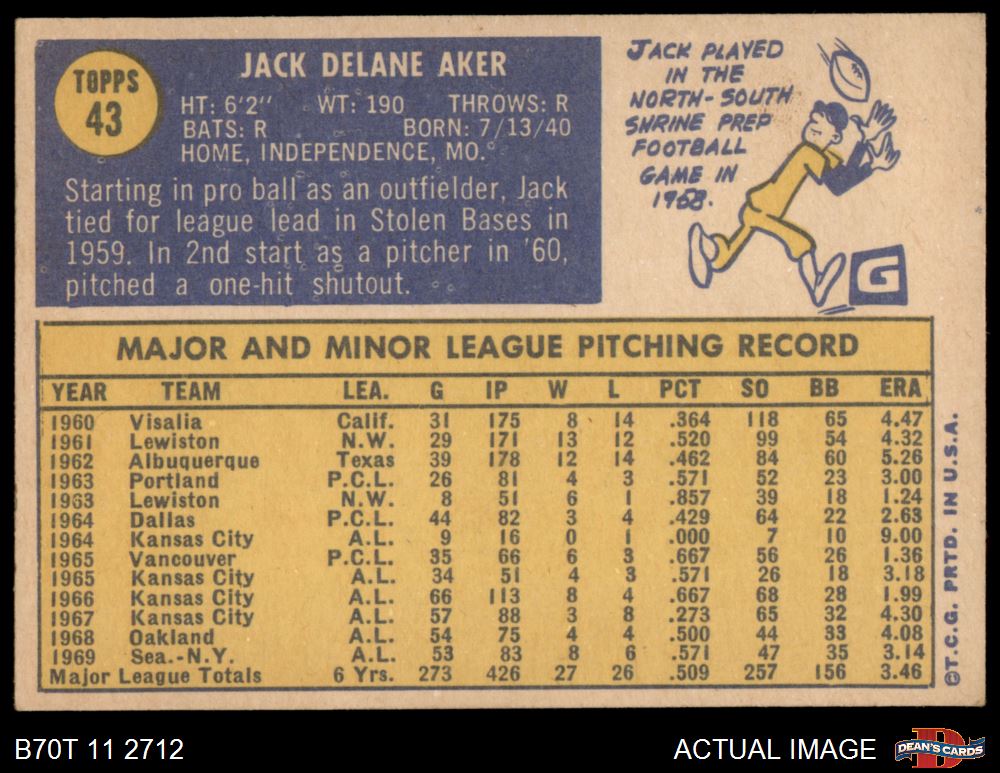 TOPPS
43
JACK DELANE AKER
HT: 6'2" WT: 190 THROWS: R
BATS: R BORN: 7/13/40
HOME, INDEPENDENCE, MO.
Starting in pro ball as an outfielder, Jack
tied for league lead in Stolen Bases in
1959. In 2nd start as a pitcher in '60,
pitched a one-hit shutout.
JACK PLAYED
IN THE
NORTH-SOUTH
SHRINE PREP
FOOTBALL
GAME IN
1958.
G
MAJOR AND MINOR LEAGUE PITCHING RECORD
YEAR TEAM LEA. G IP W L PCT SO BB ERA
1960 Visalia Calif. 31 175 8 14 .364 118 65 4.47
1961 Lewiston N.W. 29 171 13 12 .520 99 54 4.32
1962 Albuquerque Texas 39 178 12 14 .462 84 60 5.26
1963 Portland P.C.L. 26 81 4 3 .571 52 23 3.00
1963 Lewiston N.W. 8 51 6 1 .857 39 18 1.24
1964 Dallas P.C.L. 44 82 3 4 .429 64 22 2.63
1964 Kansas City A.L. 9 16 0 1 .000 7 10 9.00
1965 Vancouver P.C.L. 35 66 6 3 .667 56 26 1.36
1965 Kansas City A.L. 34 51 4 3 .571 26 18 3.18
1966 Kansas City A.L. 66 113 8 4 .667 68 28 1.99
1967 Kansas City A.L. 57 88 3 8 .273 65 32 4.30
1968 Oakland A.L. 54 75 4 4 .500 44 33 4.08
1969 Sea.-N.Y. A.L. 53 83 8 6 .571 47 35 3.14
Major League Totals 6 Yrs. 273 426 27 26 .509 257 156 3.46
©T.C.G. PRTD. IN U.S.A.
B70T 11 2712
ACTUAL IMAGE
D
DEAN'S CARDS